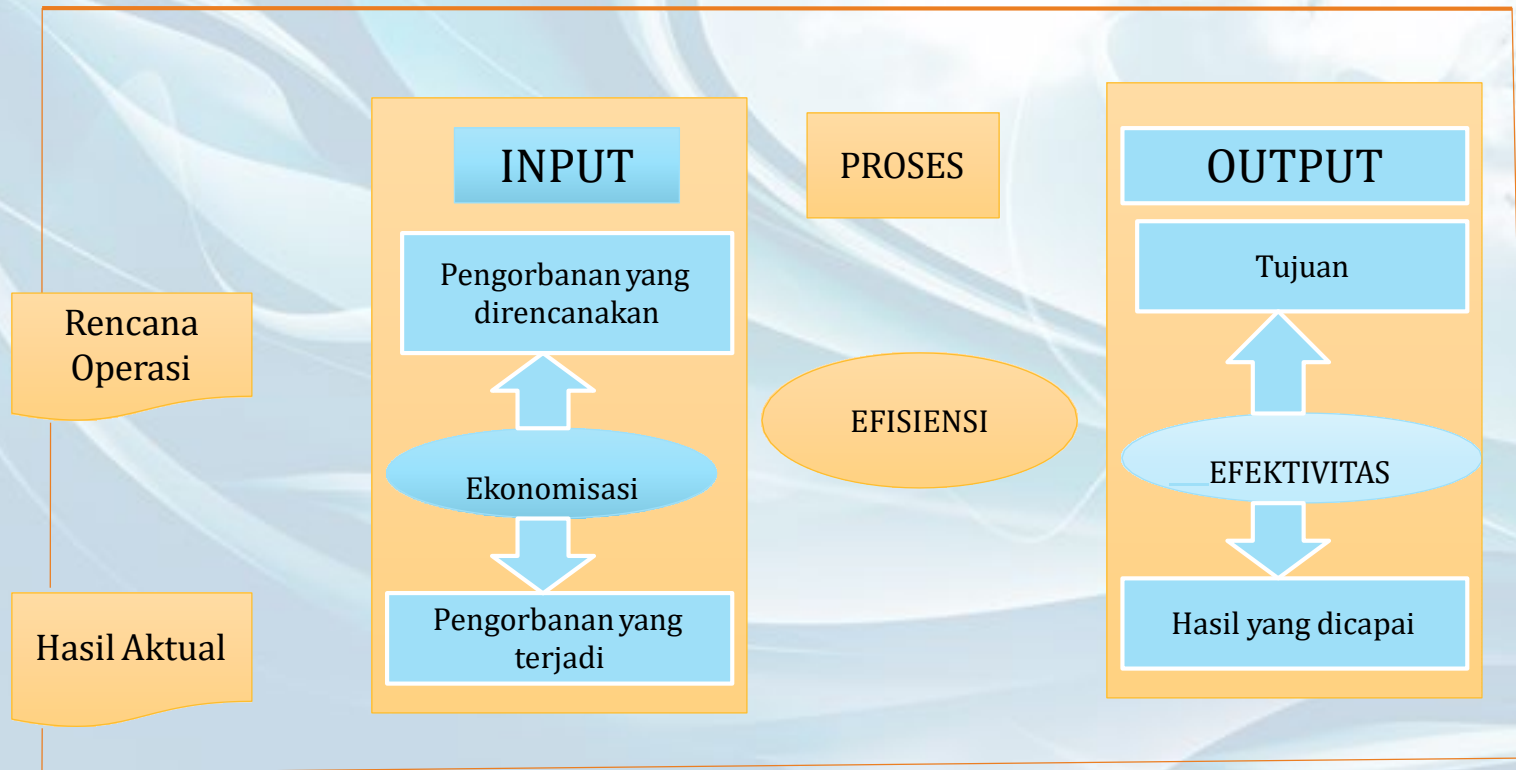 INPUT
PROSES
OUTPUT
Rencana
Operasi
Pengorbanan yang
direncanakan
Tujuan
Ekonomisasi
EFISIENSI
EFEKTIVITAS
Hasil Aktual
Pengorbanan yang
terjadi
Hasil yang dicapai